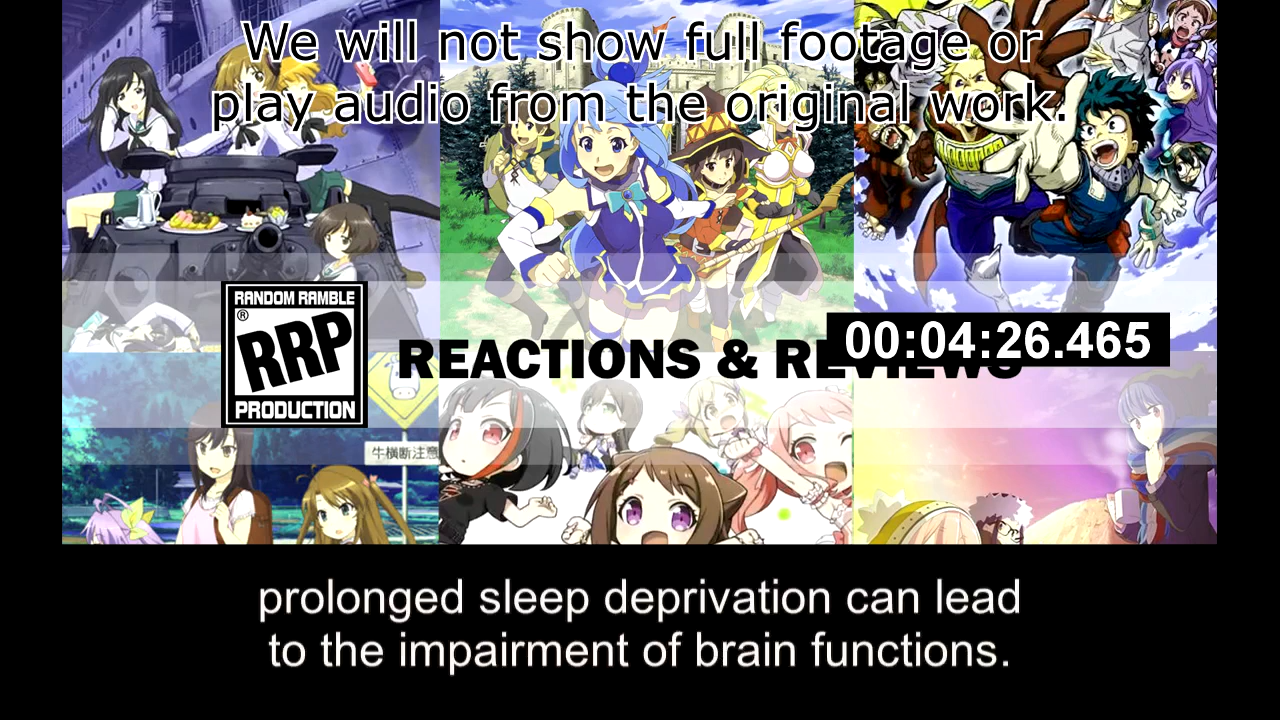 We will not show full footage or
play audio from the original work.
RANDOM RAMBLE
®
RRP
PRODUCTION
REACTIONS & REVIEWS
00:04:26.465
牛横断注意
prolonged sleep deprivation can lead
to the impairment of brain functions.